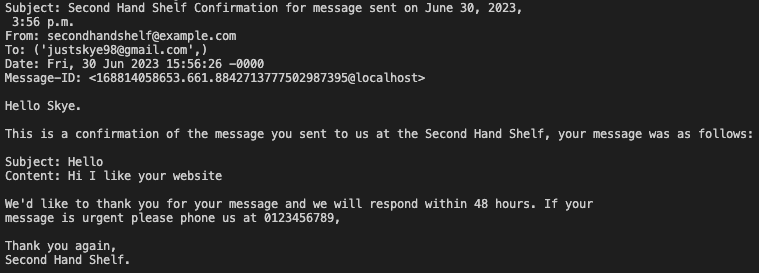 Subject: Second Hand Shelf Confirmation for message sent on June 30, 2023,
 3:56 p.m.
From: secondhandshelf@example.com
To: ('justskye98@gmail.com',)
Date: Fri, 30 Jun 2023 15:56:26 -0000
Message-ID: <168814058653.661.8842713777502987395@localhost>

Hello Skye.

This is a confirmation of the message you sent to us at the Second Hand Shelf, your message was as follows:

Subject: Hello
Content: Hi I like your website

We'd like to thank you for your message and we will respond within 48 hours. If your
message is urgent please phone us at 0123456789,

Thank you again,
Second Hand Shelf.